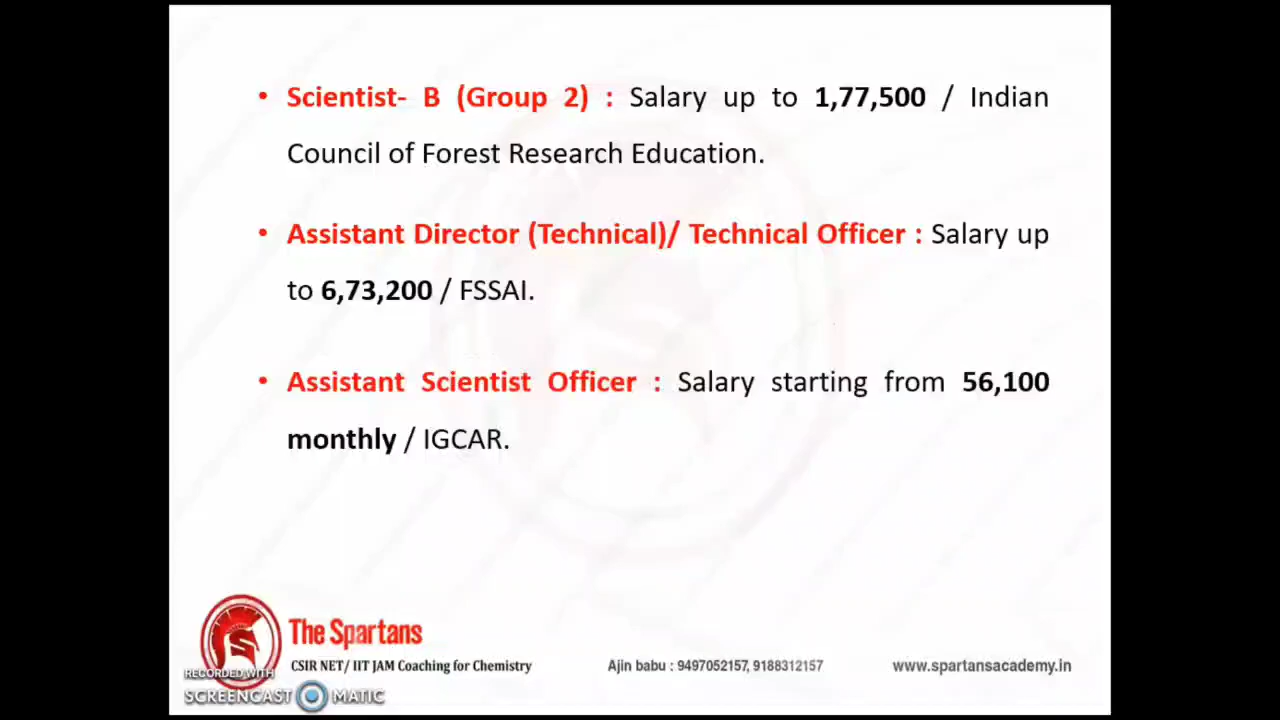 • Scientist- B (Group 2) : Salary up to 1,77,500 / Indian
Council of Forest Research Education.
• Assistant Director (Technical)/ Technical Officer : Salary up
to 6,73,200 / FSSAI.
• Assistant Scientist Officer : Salary starting from 56,100
monthly / IGCAR.
The Spartans
CSIR NET/ IIT JAM Coaching for Chemistry
Ajin babu : 9497052157, 9188312157
www.spartansacademy.in
RECORDED WITH
SCREENCAST MATIC